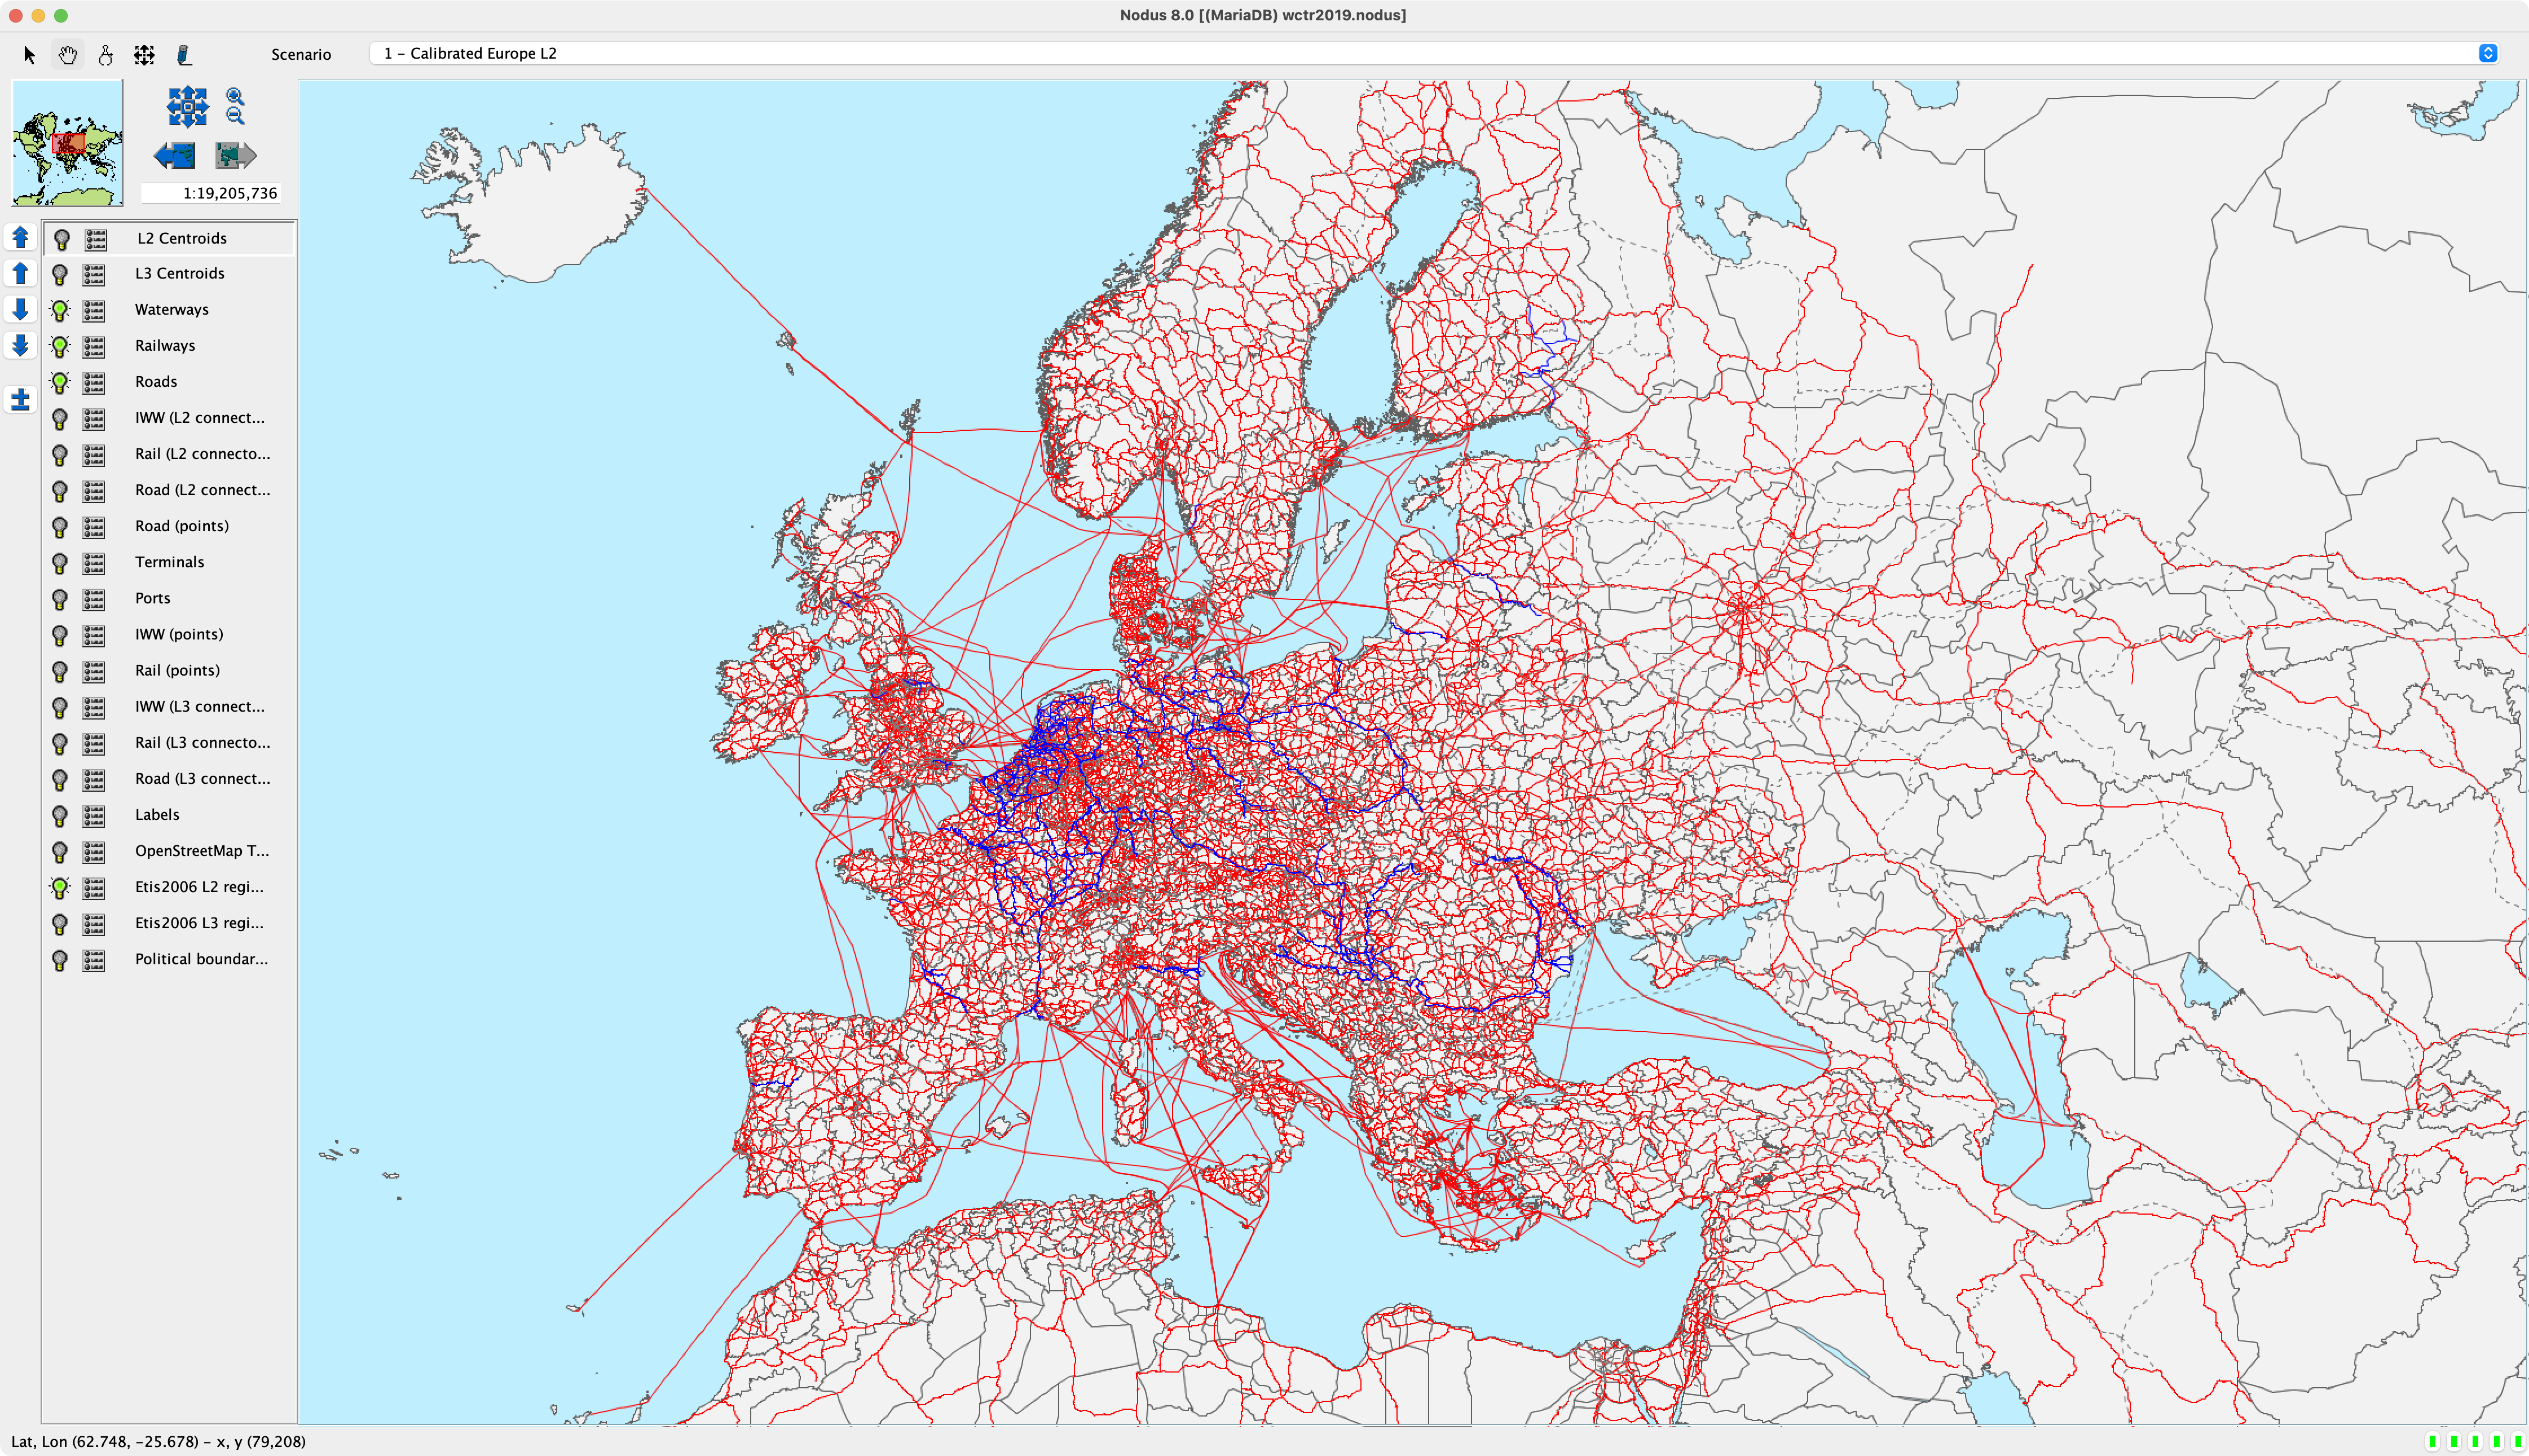 Nodus 8.0 [(MariaDB) wctr2019.nodus]
Scenario
1 - Calibrated Europe L2
1:19,205,736
L2 Centroids
L3 Centroids
Waterways
Railways
Roads
IWW (L2 connect...
Rail (L2 connecto...
Road (L2 connect...
Road (points)
Terminals
Ports
IWW (points)
Rail (points)
IWW (L3 connect...
Rail (L3 connecto...
Road (L3 connect...
Labels
OpenStreetMap T...
Etis2006 L2 regi...
Etis2006 L3 regi...
Political boundar...
Lat, Lon (62.748, -25.678) - x, y (79,208)